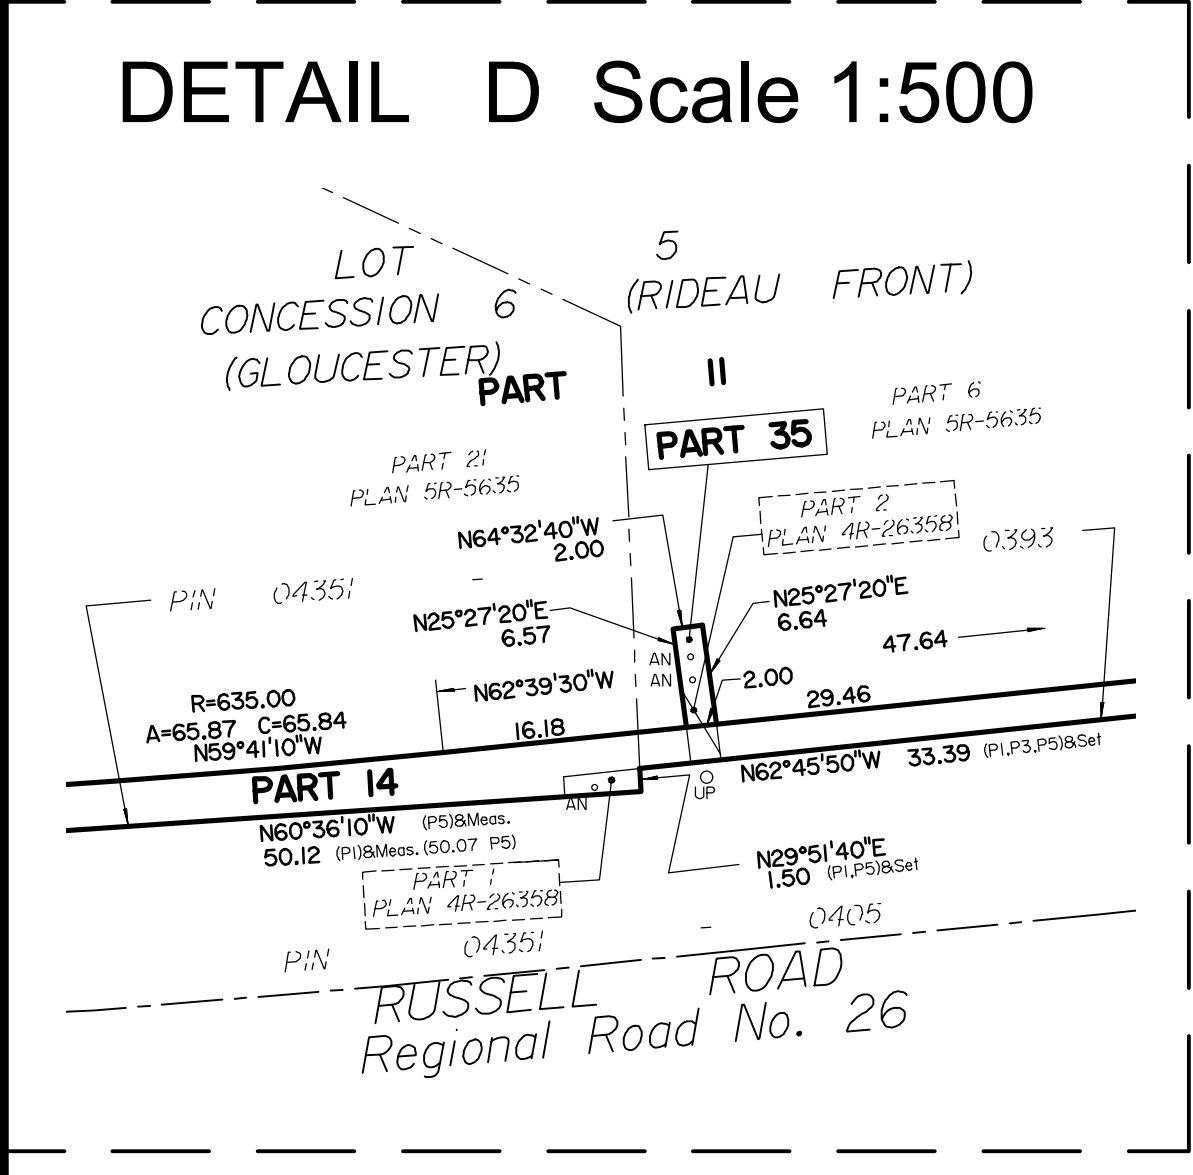 DETAIL D Scale 1:500
LOT 5
CONCESSION 6 (RIDEAU FRONT)
(GLOUCESTER)
PART 11
PART 6
PLAN 5R-5635
PART 35
PART 21
PLAN 5R-5635
PART 2
PLAN 4R-26358
N64°32'40"W
2.00
0393
PIN 04351 -
N25°27'20"E
6.57
N25°27'20"E
6.64
47.64
AN
AN
N62°39'30"W
2.00
29.46
R=635.00
A=65.87 C=65.84
N59°41'10"W
16.18
PART 14
N62°45'50"W 33.39 (P1,P3,P5)&Set
UP
AN
N60°36'10"W (P5)&Meas.
50.12 (P1)&Meas. (50.07 P5)
N29°51'40"E
1.50 (P1,P5)&Set
PART 1
PLAN 4R-26358
PIN 04351 - 0405
RUSSELL ROAD
Regional Road No. 26